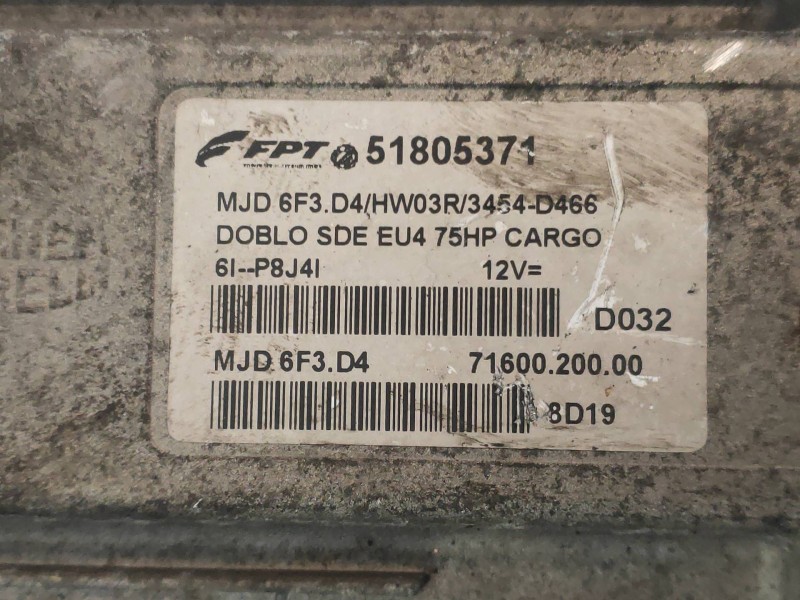 FPT 51805371
MJD 6F3.D4/HW03R/3454-D466
DOBLO SDE EU4 75HP CARGO
6I--P8J4I 12V=
D032
MJD 6F3.D4 71600.200.00
8D19